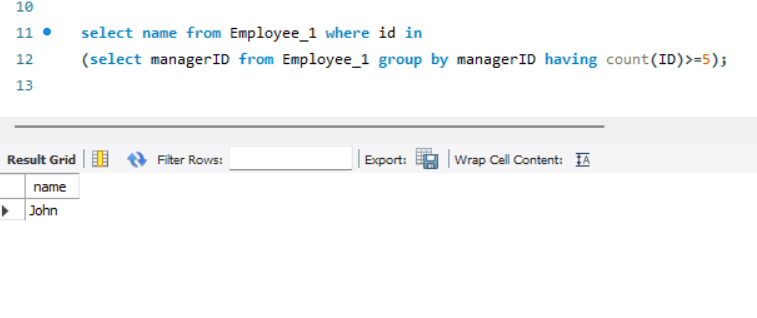 10
11 select name from Employee_1 where id in
12 (select managerID from Employee_1 group by managerID having count(ID)>=5);
13
Result Grid Filter Rows: Export: Wrap Cell Content: IA
name
John